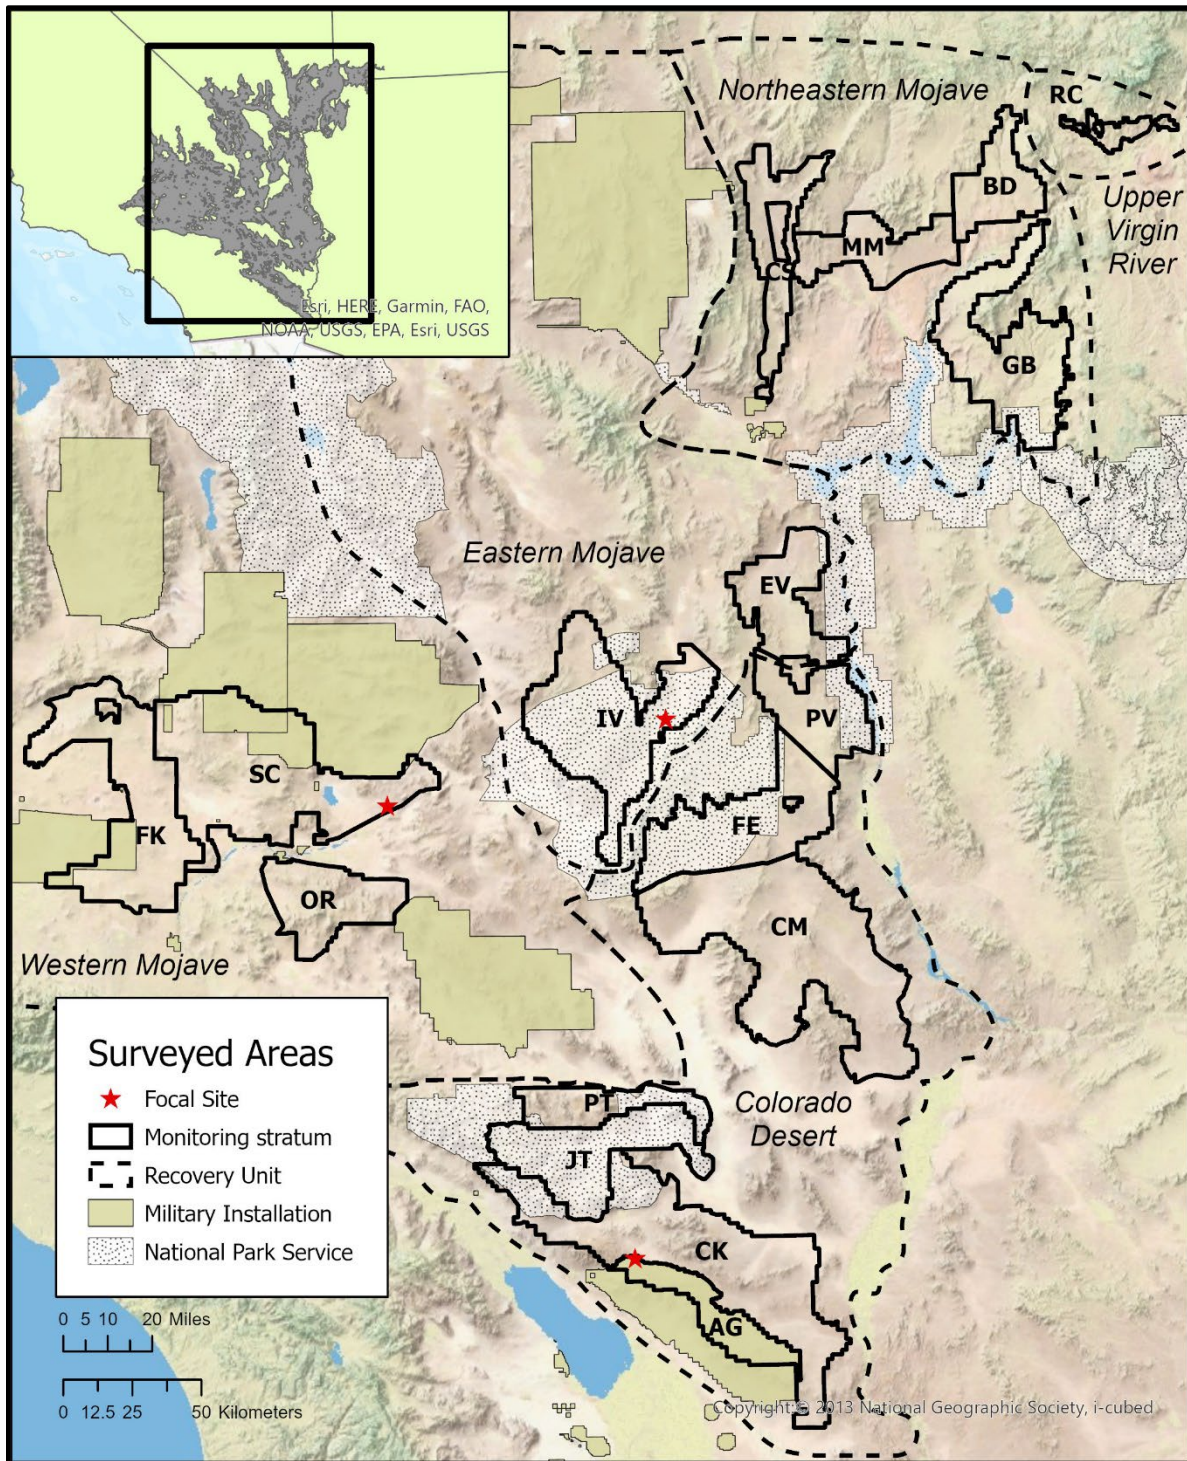 Esri, HERE, Garmin, FAO,
NOAA, USGS, EPA, Esri, USGS
Northeastern Mojave
RC
BD
Upper
Virgin
River
MM
CS
GB
Eastern Mojave
EV
IV
PV
SC
FK
FE
OR
CM
Western Mojave
Surveyed Areas
Focal Site
Monitoring stratum
Recovery Unit
Military Installation
National Park Service
PT
Colorado
Desert
JT
CK
AG
0 5 10 20 Miles
0 12.5 25 50 Kilometers
Copyright:© 2013 National Geographic Society, i-cubed